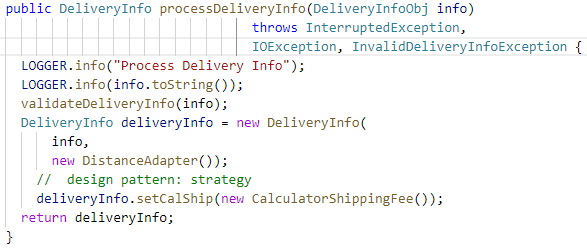 public DeliveryInfo processDeliveryInfo(DeliveryInfoObj info)
throws InterruptedException,
IOException, InvalidDeliveryInfoException {
LOGGER.info("Process Delivery Info");
LOGGER.info(info.toString());
validateDeliveryInfo(info);
DeliveryInfo deliveryInfo = new DeliveryInfo(
info,
new DistanceAdapter());
//  design pattern: strategy
deliveryInfo.setCalShip(new CalculatorShippingFee());
return deliveryInfo;
}